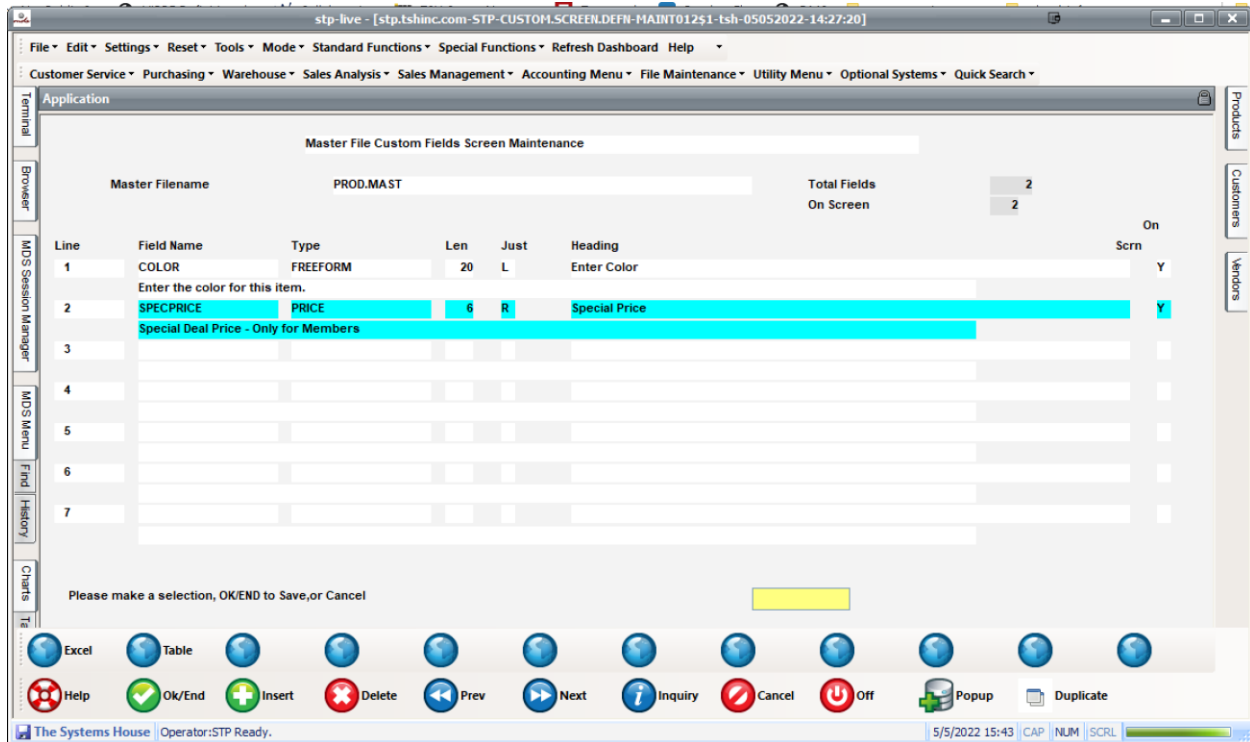 stp-live - [stp.tshinc.com-STP-CUSTOM.SCREEN.DEFN-MAINT012$1-tsh-05052022-14:27:20]
File Edit Settings Reset Tools Mode Standard Functions Special Functions Refresh Dashboard Help
Customer Service Purchasing Warehouse Sales Analysis Sales Management Accounting Menu File Maintenance Utility Menu Optional Systems Quick Search
Application
Terminal
Browser
MDS Session Manager
MDS Menu
Find
History
Charts
Products
Customers
Vendors
Master File Custom Fields Screen Maintenance
Master Filename PROD.MAST Total Fields 2
On Screen 2
On
Line Field Name Type Len Just Heading Scrn
1 COLOR FREEFORM 20 L Enter Color Y
Enter the color for this item.
2 SPECPRICE PRICE 6 R Special Price Y
Special Deal Price - Only for Members
3
4
5
6
7
Please make a selection, OK/END to Save,or Cancel
Excel Table
Help Ok/End Insert Delete Prev Next Inquiry Cancel Off Popup Duplicate
The Systems House Operator:STP Ready. 5/5/2022 15:43 CAP NUM SCRL